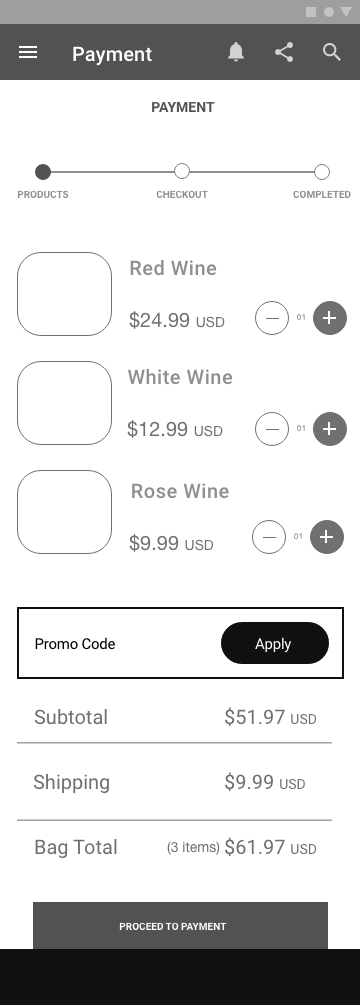 Payment
PAYMENT
PRODUCTS CHECKOUT COMPLETED
Red Wine
$24.99 USD 01
White Wine
$12.99 USD 01
Rose Wine
$9.99 USD 01
Promo Code Apply
Subtotal $51.97 USD
Shipping $9.99 USD
Bag Total (3 items) $61.97 USD
PROCEED TO PAYMENT